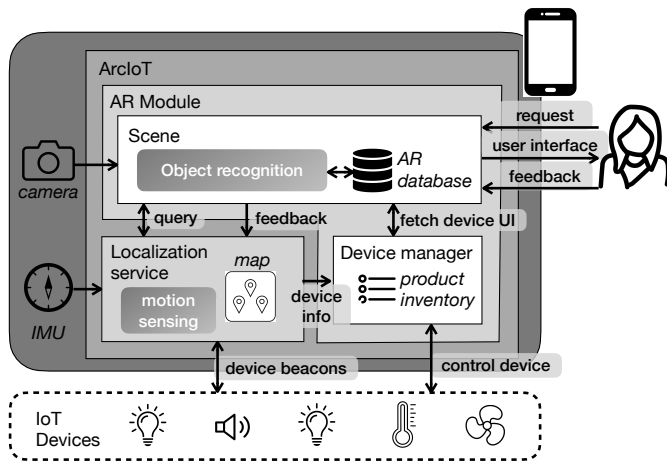 ArcIoT
AR Module
Scene
Object recognition
AR
database
request
user interface
feedback
camera
query
feedback
fetch device UI
Localization
service
map
motion
sensing
device
info
Device manager
product
inventory
IMU
device beacons
control device
IoT
Devices